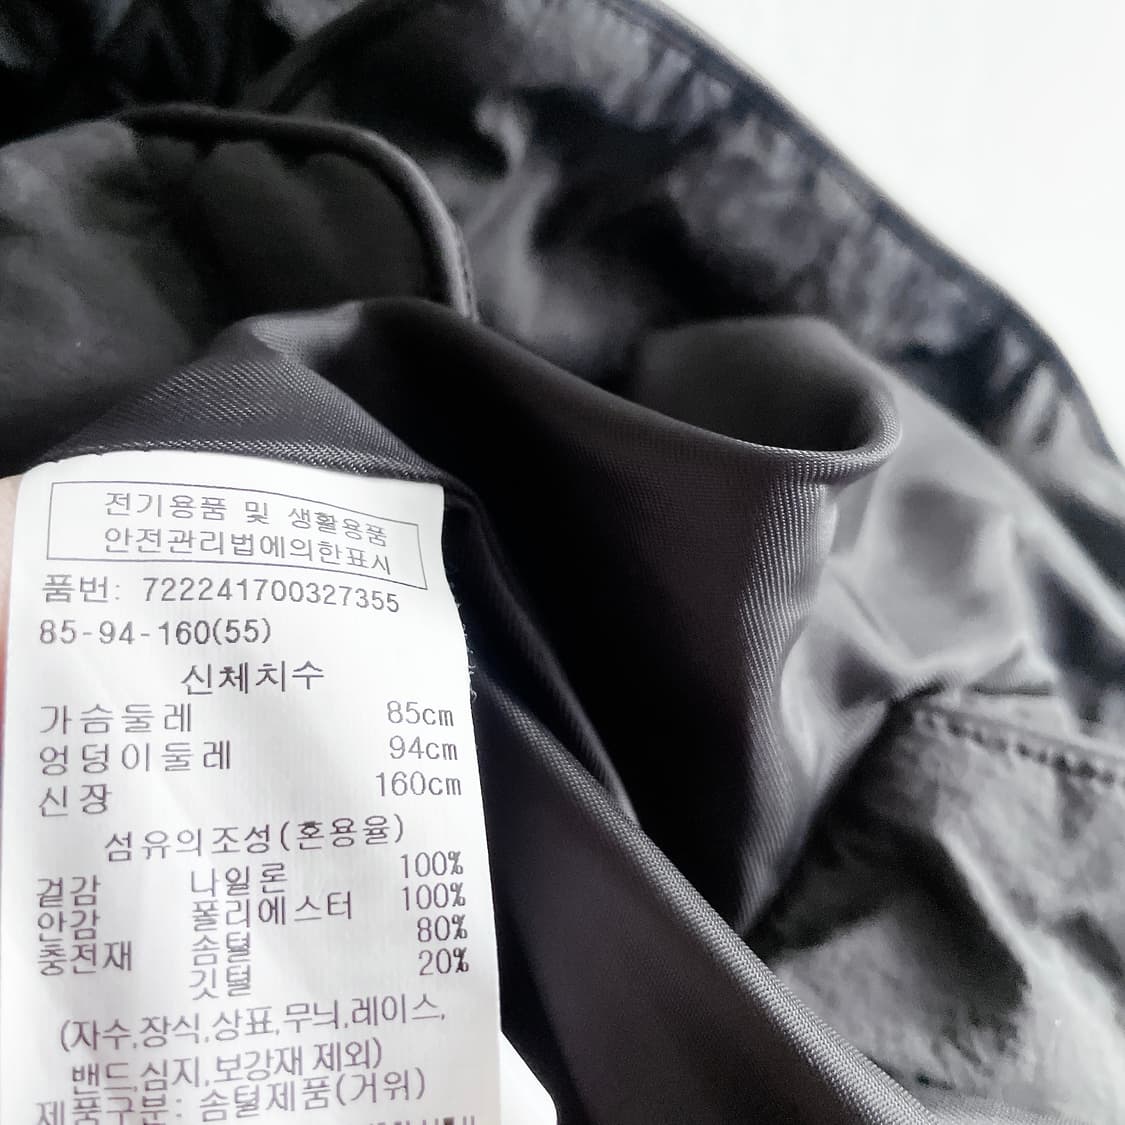 전기용품 및 생활용품
안전관리법에의한표시
품번: 722241700327355
85-94-160(55)
신체치수
가슴둘레 85cm
엉덩이둘레 94cm
신장 160cm
섬유의조성(혼용율)
겉감 나일론 100%
안감 폴리에스터 100%
충전재 솜털 80%
깃털 20%
(자수,장식,상표,무늬,레이스,
밴드,심지,보강재 제외)
제품구분: 솜털제품(거위)